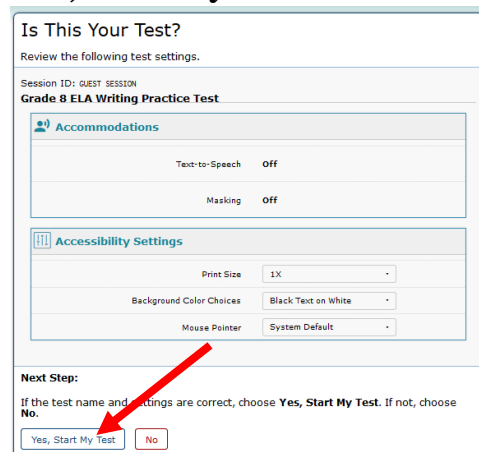 Is This Your Test?
Review the following test settings.
Session ID: GUEST SESSION
Grade 8 ELA Writing Practice Test
Accommodations
Text-to-Speech Off
Masking Off
Accessibility Settings
Print Size 1X
Background Color Choices Black Text on White
Mouse Pointer System Default
Next Step:
If the test name and settings are correct, choose Yes, Start My Test. If not, choose
No.
Yes, Start My Test No